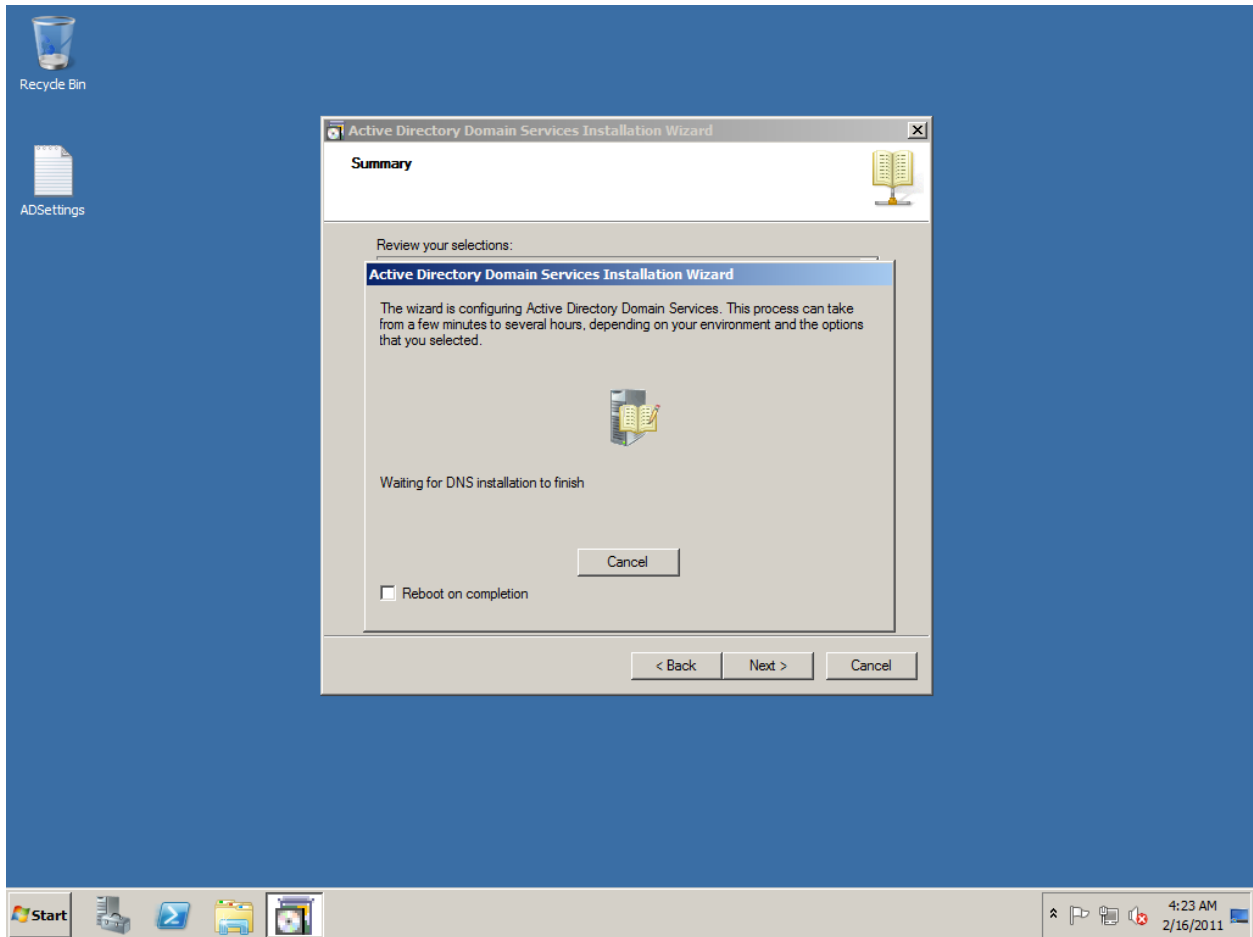 Recycle Bin
ADSettings
Active Directory Domain Services Installation Wizard
Summary
Review your selections:
Active Directory Domain Services Installation Wizard
The wizard is configuring Active Directory Domain Services. This process can take
from a few minutes to several hours, depending on your environment and the options
that you selected.
Waiting for DNS installation to finish
Cancel
Reboot on completion
< Back Next > Cancel
Start
4:23 AM
2/16/2011